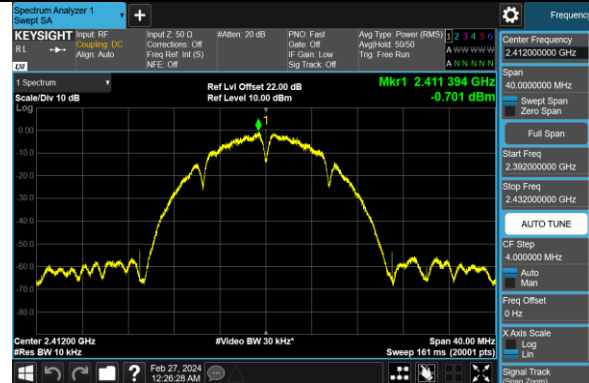 Spectrum Analyzer 1
Swept SA
Frequency
KEYSIGHT
Input: RF
Coupling: DC
Align: Auto
Input Z: 50 Ω
Corrections: Off
Freq Ref: Int (S)
NFE: Off
#Atten: 20 dB
PNO: Fast
Gate: Off
IF Gain: Low
Sig Track: Off
Avg Type: Power (RMS)
Avg|Hold: 50/50
Trig: Free Run
1 2 3 4 5 6
A W W W W W
A N N N N N
RL
LXI
1 Spectrum
Scale/Div 10 dB
Log
Ref Lvl Offset 22.00 dB
Ref Level 10.00 dBm
Mkr1 2.411 394 GHz
-0.701 dBm
1
0.00
-10.0
-20.0
-30.0
-40.0
-50.0
-60.0
-70.0
-80.0
Center 2.41200 GHz
#Res BW 10 kHz
#Video BW 30 kHz*
Span 40.00 MHz
Sweep 161 ms (20001 pts)
Center Frequency
2.412000000 GHz
Span
40.0000000 MHz
Swept Span
Zero Span
Full Span
Start Freq
2.392000000 GHz
Stop Freq
2.432000000 GHz
AUTO TUNE
CF Step
4.000000 MHz
Auto
Man
Freq Offset
0 Hz
X Axis Scale
Log
Lin
Signal Track
(Span Zoom)
?
Feb 27, 2024
12:26:28 AM